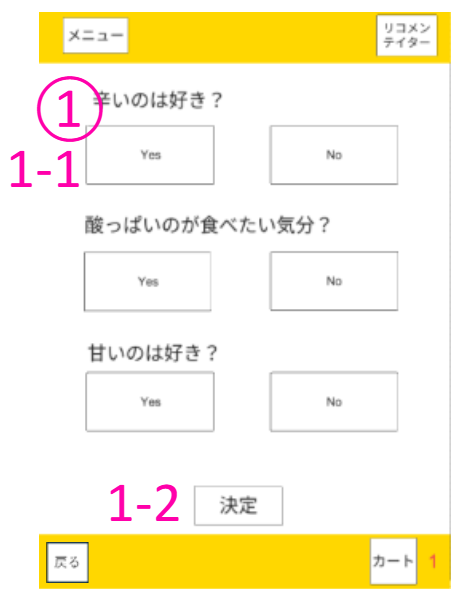 メニュー
リコメン
テイター
① 辛いのは好き？
1-1
Yes
No
酸っぱいのが食べたい気分？
Yes
No
甘いのは好き？
Yes
No
1-2
決定
戻る
カート 1